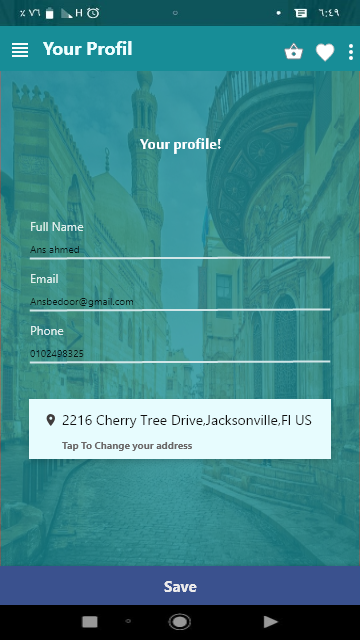 ٪ ٧٦ H ٦:٤٩
Your Profil
Your profile!
Full Name
Ans ahmed
Email
Ansbedoor@gmail.com
Phone
0102498325
2216 Cherry Tree Drive,Jacksonville,Fl US
Tap To Change your address
Save